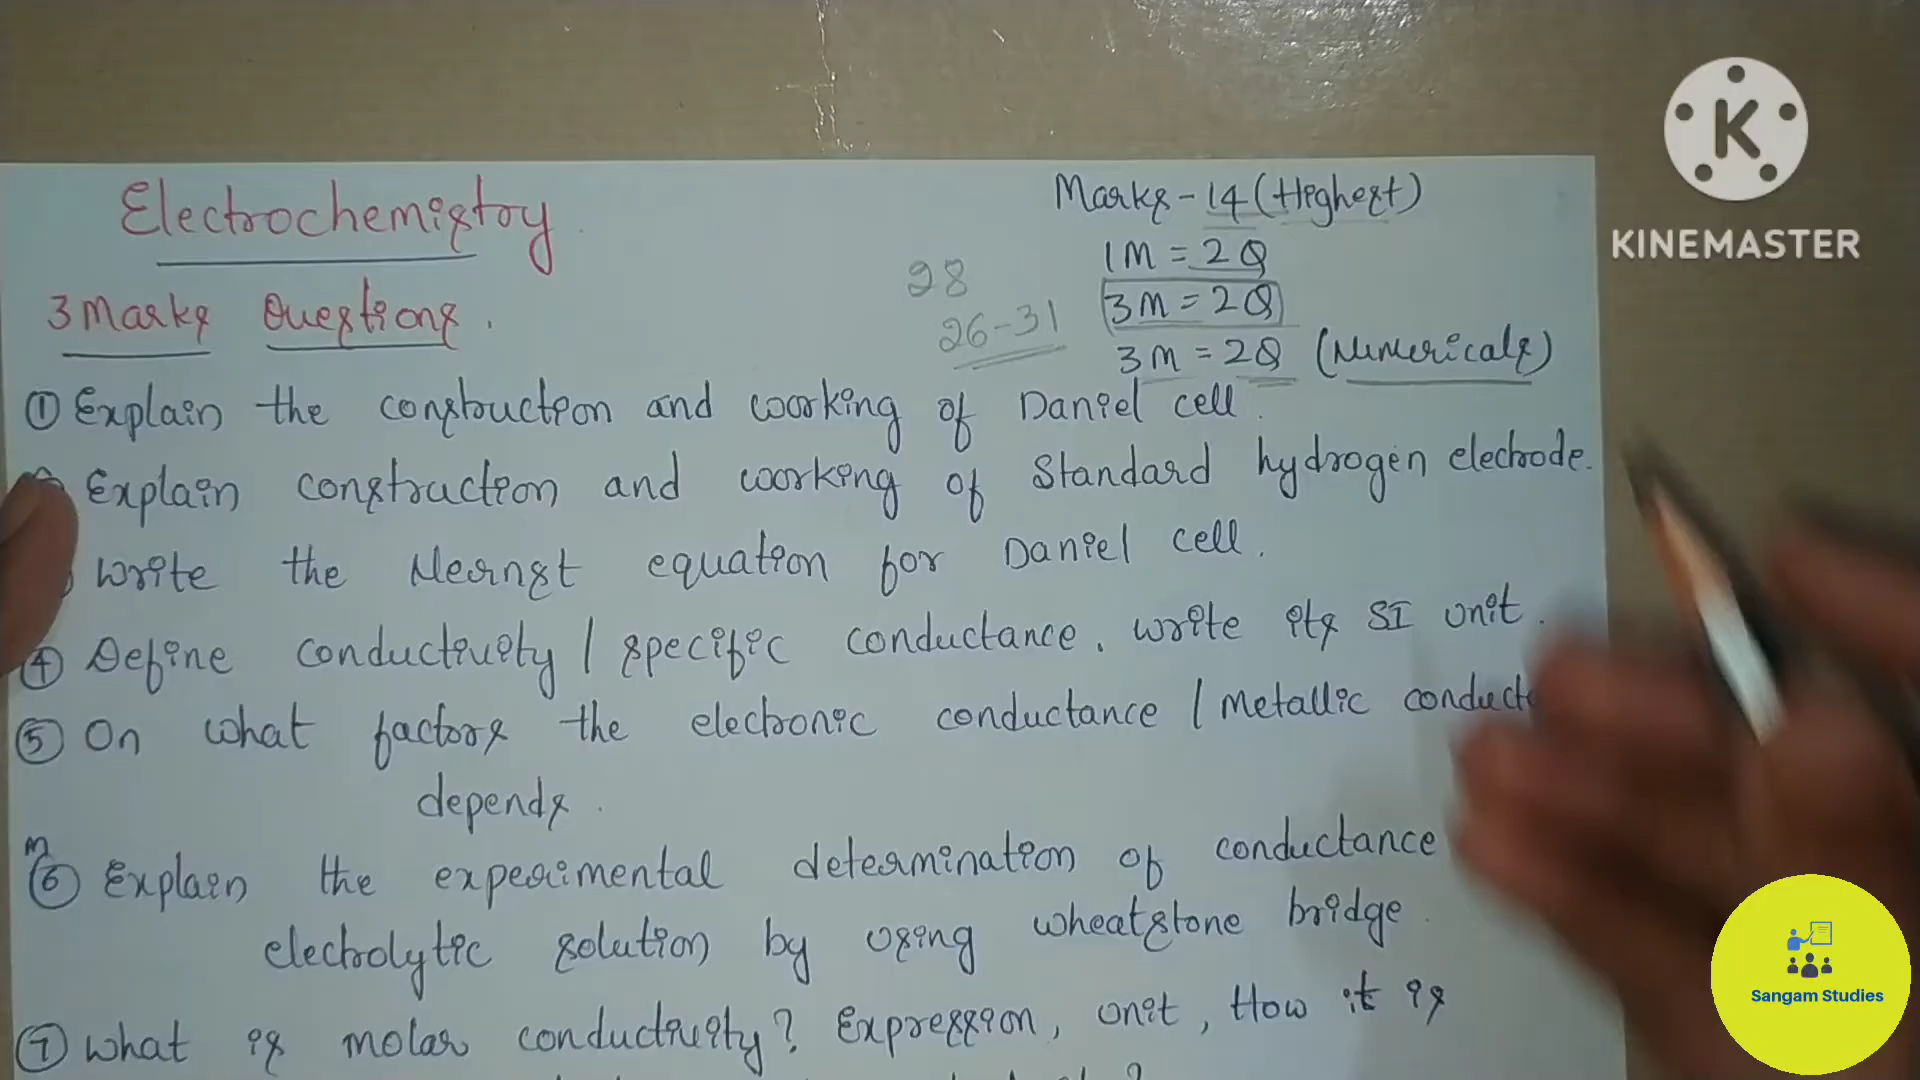 Electrochemistry
Marks - 14 (Highest)
1M = 2Q
3M = 2Q
3M = 2Q (Numericals)
28
26-31
3 Marks Questions.
① Explain the construction and working of Daniel cell.
Explain construction and working of Standard hydrogen electrode.
Write the Nernst equation for Daniel cell.
④ Define conductivity / specific conductance. Write its SI unit.
⑤ On what factors the electronic conductance / Metallic
depends.
M
⑥ Explain the experimental determination of conductance
electrolytic solution by using wheatstone bridge.
⑦ What is molar conductivity? Expression, unit, How it is
?
K
KINEMASTER
Sangam Studies